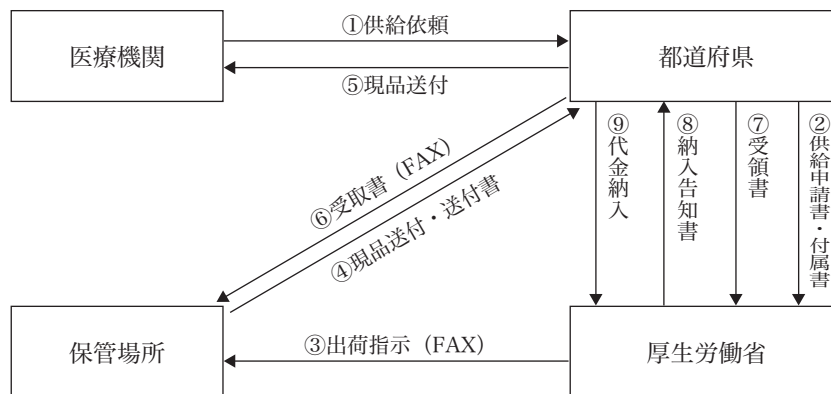 ①供給依頼
医療機関
都道府県
⑤現品送付
⑥受取書（FAX）
④現品送付・送付書
⑨代金納入
⑧納入告知書
⑦受領書
②供給申請書・付属書
保管場所
③出荷指示（FAX）
厚生労働省